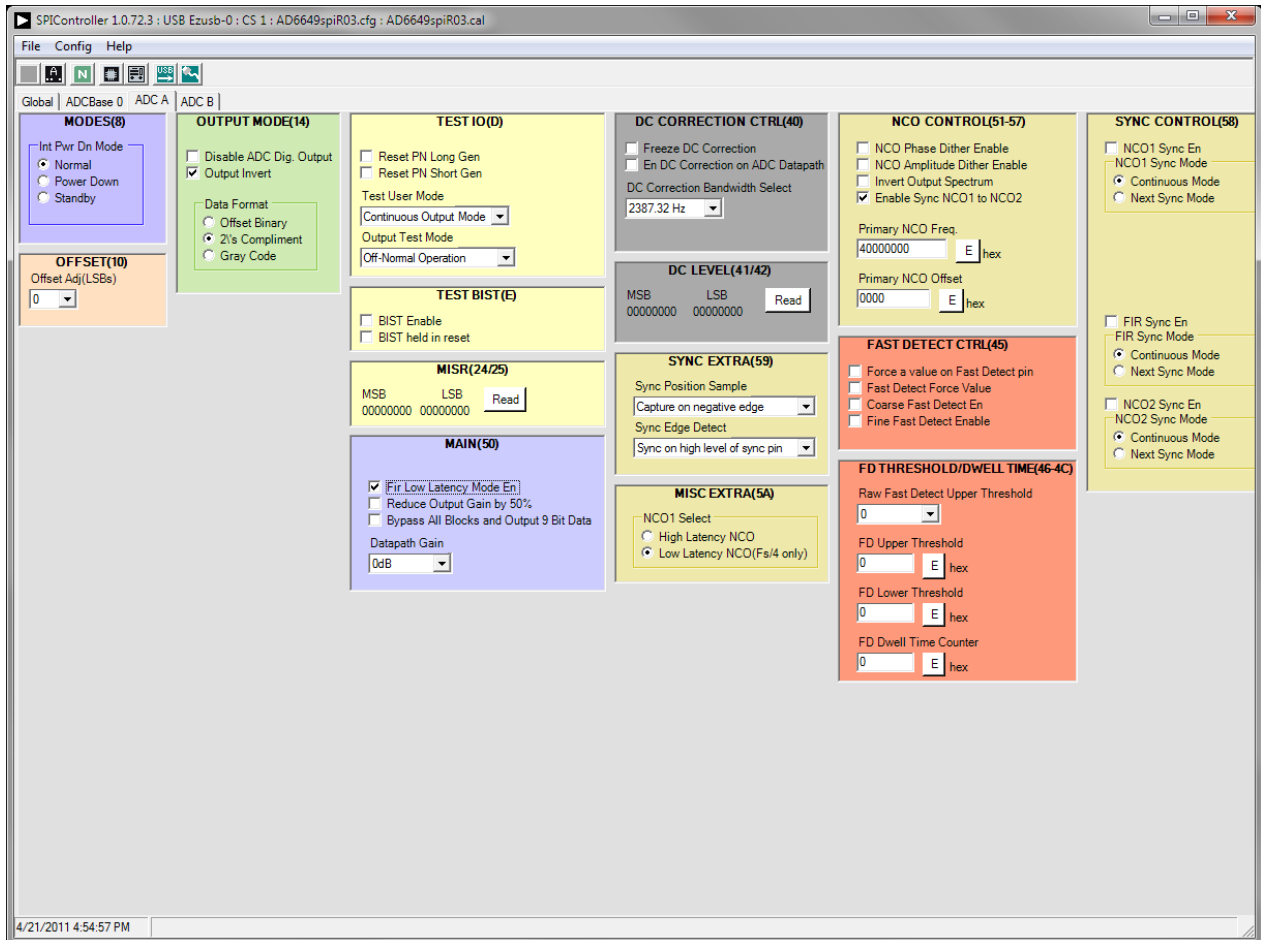 SPIController 1.0.72.3 : USB Ezusb-0 : CS 1 : AD6649spiR03.cfg : AD6649spiR03.cal
File Config Help
A N USB
Global ADCBase 0 ADC A ADC B
MODES(8)
Int Pwr Dn Mode
Normal
Power Down
Standby
OFFSET(10)
Offset Adj(LSBs)
0
OUTPUT MODE(14)
Disable ADC Dig. Output
Output Invert
Data Format
Offset Binary
2\'s Compliment
Gray Code
TEST IO(D)
Reset PN Long Gen
Reset PN Short Gen
Test User Mode
Continuous Output Mode
Output Test Mode
Off-Normal Operation
TEST BIST(E)
BIST Enable
BIST held in reset
MISR(24/25)
MSB LSB
00000000 00000000 Read
MAIN(50)
Fir Low Latency Mode En
Reduce Output Gain by 50%
Bypass All Blocks and Output 9 Bit Data
Datapath Gain
0dB
DC CORRECTION CTRL(40)
Freeze DC Correction
En DC Correction on ADC Datapath
DC Correction Bandwidth Select
2387.32 Hz
DC LEVEL(41/42)
MSB LSB
00000000 00000000 Read
SYNC EXTRA(59)
Sync Position Sample
Capture on negative edge
Sync Edge Detect
Sync on high level of sync pin
MISC EXTRA(5A)
NCO1 Select
High Latency NCO
Low Latency NCO(Fs/4 only)
NCO CONTROL(51-57)
NCO Phase Dither Enable
NCO Amplitude Dither Enable
Invert Output Spectrum
Enable Sync NCO1 to NCO2
Primary NCO Freq.
40000000 E hex
Primary NCO Offset
0000 E hex
FAST DETECT CTRL(45)
Force a value on Fast Detect pin
Fast Detect Force Value
Coarse Fast Detect En
Fine Fast Detect Enable
FD THRESHOLD/DWELL TIME(46-4C)
Raw Fast Detect Upper Threshold
0
FD Upper Threshold
0 E hex
FD Lower Threshold
0 E hex
FD Dwell Time Counter
0 E hex
SYNC CONTROL(58)
NCO1 Sync En
NCO1 Sync Mode
Continuous Mode
Next Sync Mode
FIR Sync En
FIR Sync Mode
Continuous Mode
Next Sync Mode
NCO2 Sync En
NCO2 Sync Mode
Continuous Mode
Next Sync Mode
4/21/2011 4:54:57 PM